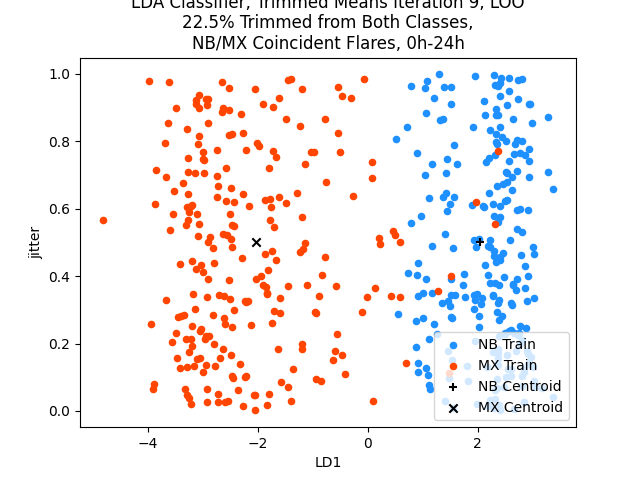 LDA Classifier, Trimmed Means Iteration 9, LOO
22.5% Trimmed from Both Classes,
NB/MX Coincident Flares, 0h-24h
1.0
0.8
0.6
0.4
0.2
0.0
jitter
−4
−2
0
2
LD1
NB Train
MX Train
NB Centroid
MX Centroid